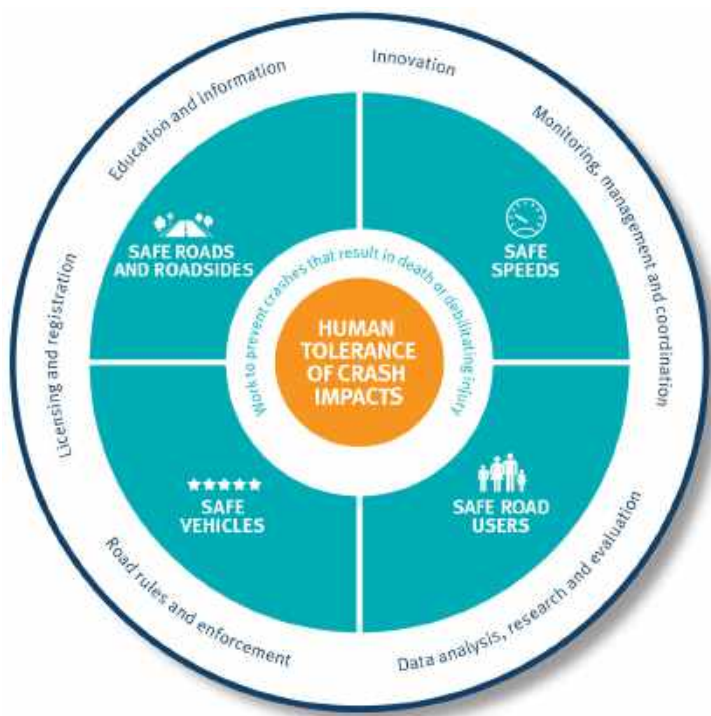 Innovation
Monitoring, management and coordination
Data analysis, research and evaluation
Road rules and enforcement
Licensing and registration
Education and information
SAFE ROADS
AND ROADSIDES
SAFE
SPEEDS
Work to prevent crashes that result in death or debilitating injury
HUMAN
TOLERANCE
OF CRASH
IMPACTS
SAFE
VEHICLES
SAFE ROAD
USERS